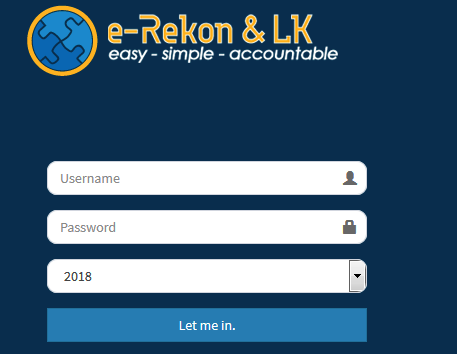 e-Rekon & LK
easy - simple - accountable
Username
Password
2018
Let me in.